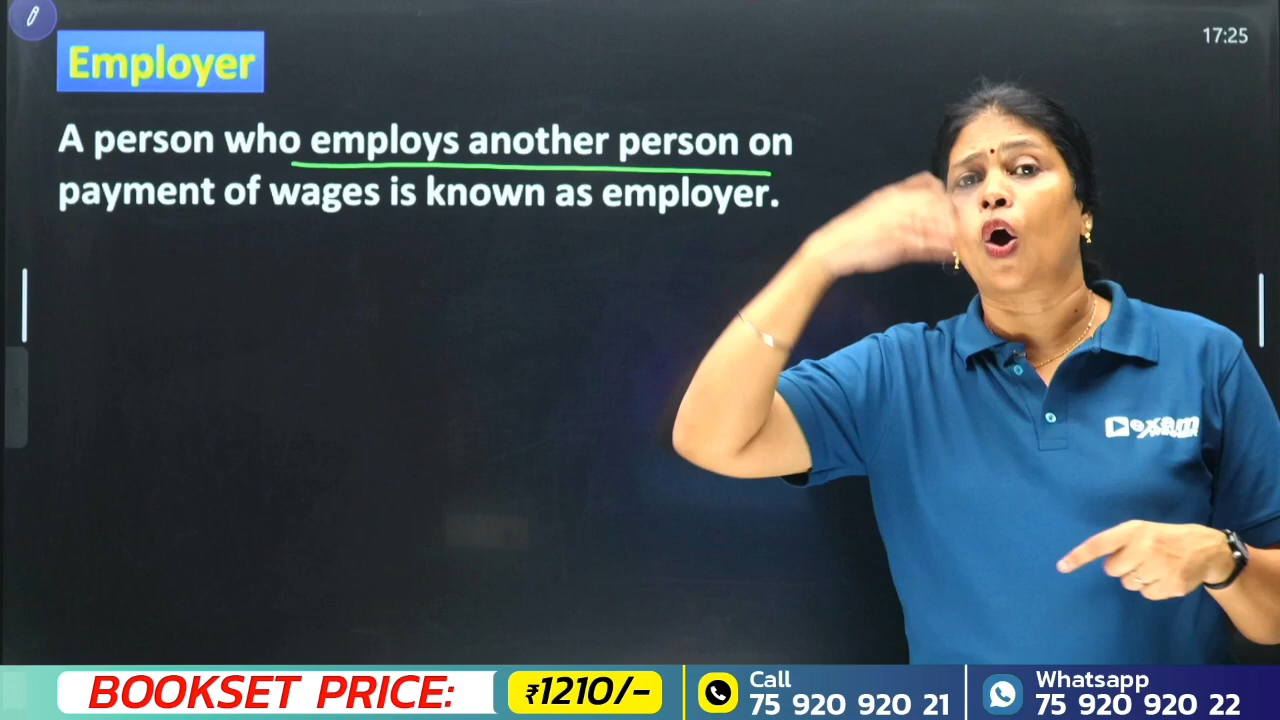 17:25
Employer
A person who employs another person on
payment of wages is known as employer.
exam
BOOKSET PRICE:
₹1210/-
Call
75 920 920 21
Whatsapp
75 920 920 22